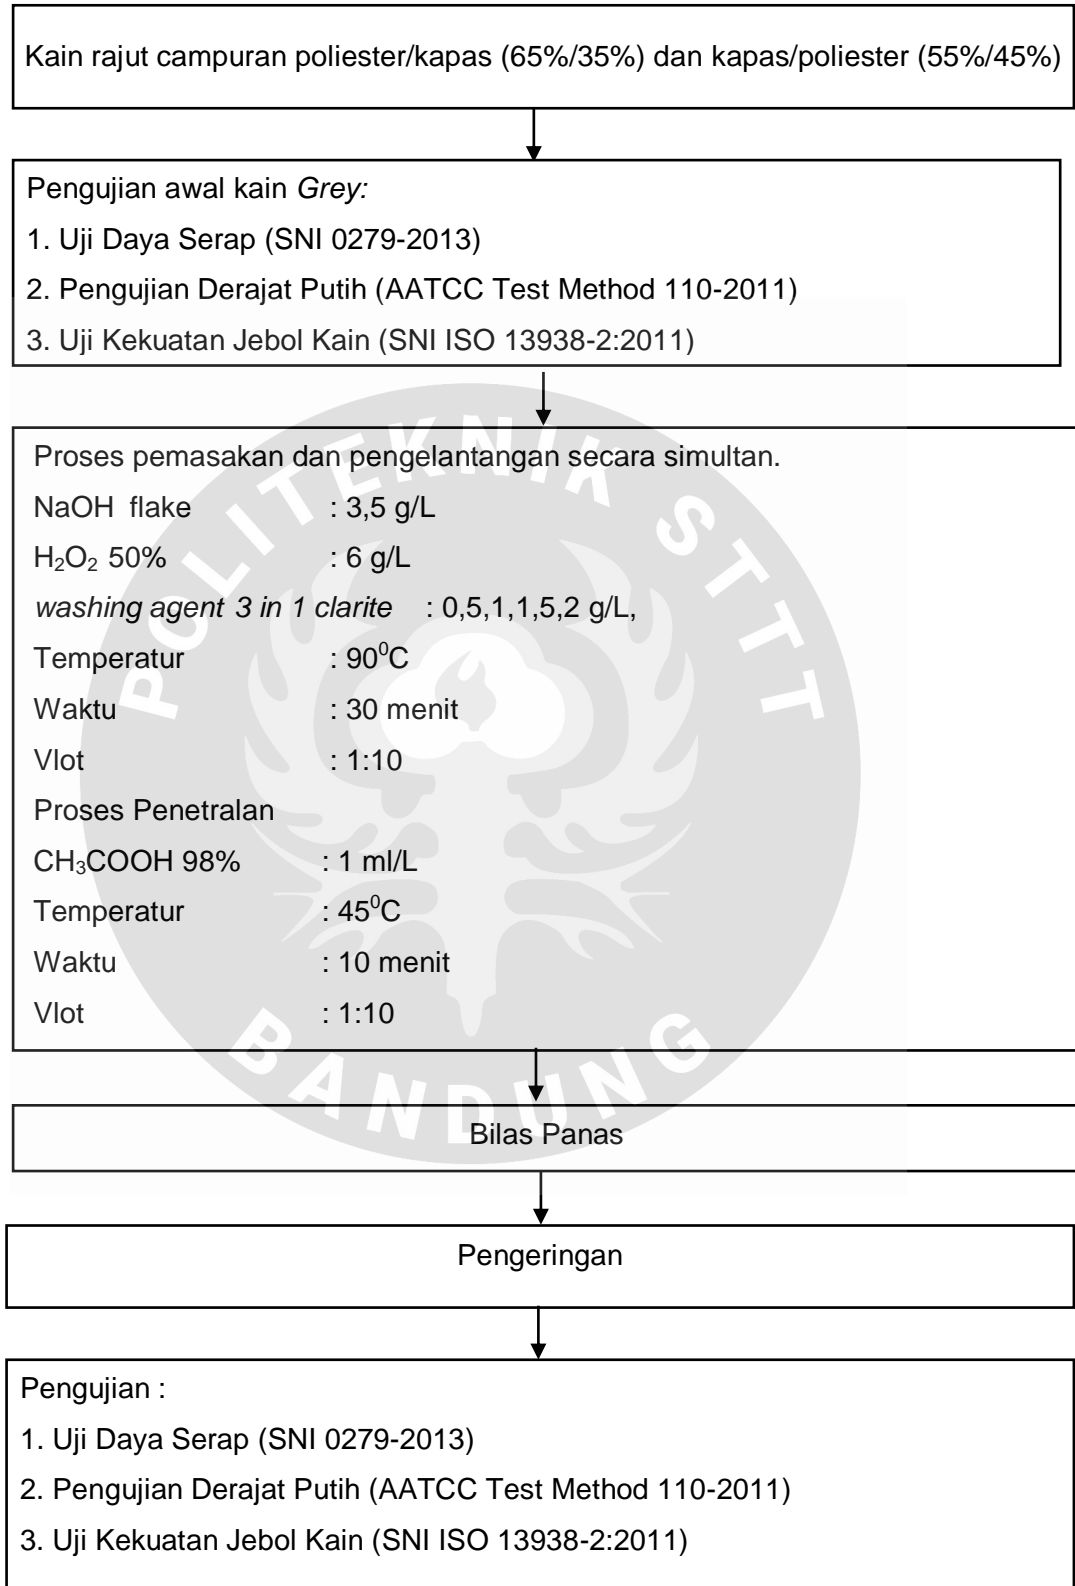 Kain rajut campuran poliester/kapas (65%/35%) dan kapas/poliester (55%/45%)
Pengujian awal kain Grey:
1. Uji Daya Serap (SNI 0279-2013)
2. Pengujian Derajat Putih (AATCC Test Method 110-2011)
3. Uji Kekuatan Jebol Kain (SNI ISO 13938-2:2011)
Proses pemasakan dan pengelantangan secara simultan.
NaOH flake : 3,5 g/L
H₂O₂ 50% : 6 g/L
washing agent 3 in 1 clarite : 0,5,1,1,5,2 g/L,
Temperatur : 90⁰C
Waktu : 30 menit
Vlot : 1:10
Proses Penetralan
CH₃COOH 98% : 1 ml/L
Temperatur : 45⁰C
Waktu : 10 menit
Vlot : 1:10
Bilas Panas
Pengeringan
Pengujian :
1. Uji Daya Serap (SNI 0279-2013)
2. Pengujian Derajat Putih (AATCC Test Method 110-2011)
3. Uji Kekuatan Jebol Kain (SNI ISO 13938-2:2011)
POLITEKNIK STTT
BANDUNG